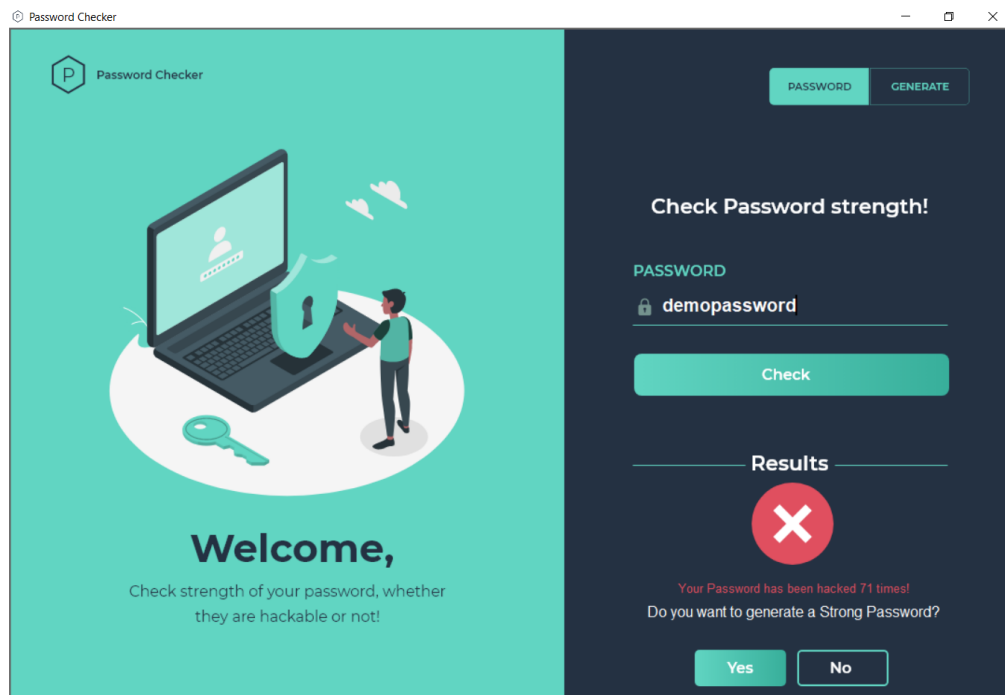 Password Checker
Password Checker
PASSWORD
GENERATE
Check Password strength!
PASSWORD
demopassword
Check
Results
Your Password has been hacked 71 times!
Do you want to generate a Strong Password?
Yes
No
Welcome,
Check strength of your password, whether
they are hackable or not!